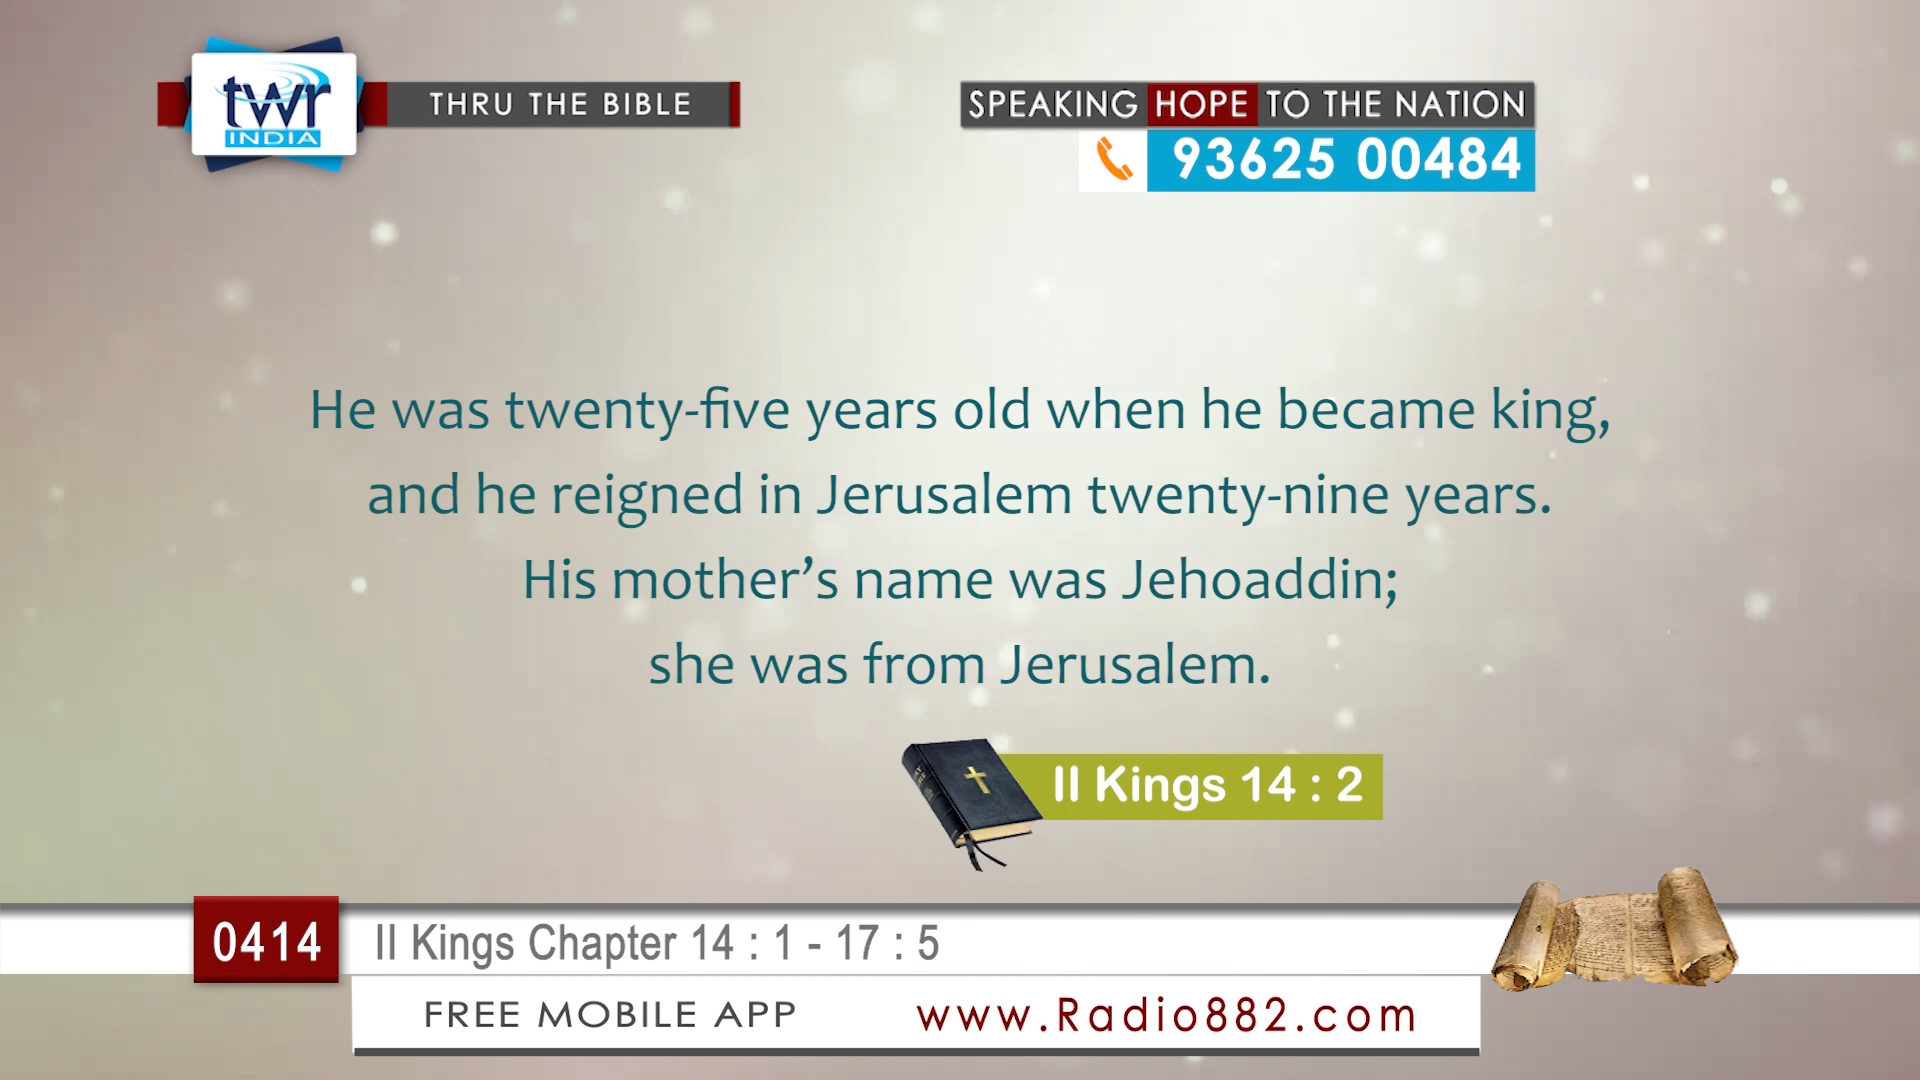 twr
INDIA
THRU THE BIBLE
SPEAKING HOPE TO THE NATION
93625 00484
He was twenty-five years old when he became king,
and he reigned in Jerusalem twenty-nine years.
His mother’s name was Jehoaddin;
she was from Jerusalem.
II Kings 14 : 2
0414
II Kings Chapter 14 : 1 - 17 : 5
FREE MOBILE APP
www.Radio882.com